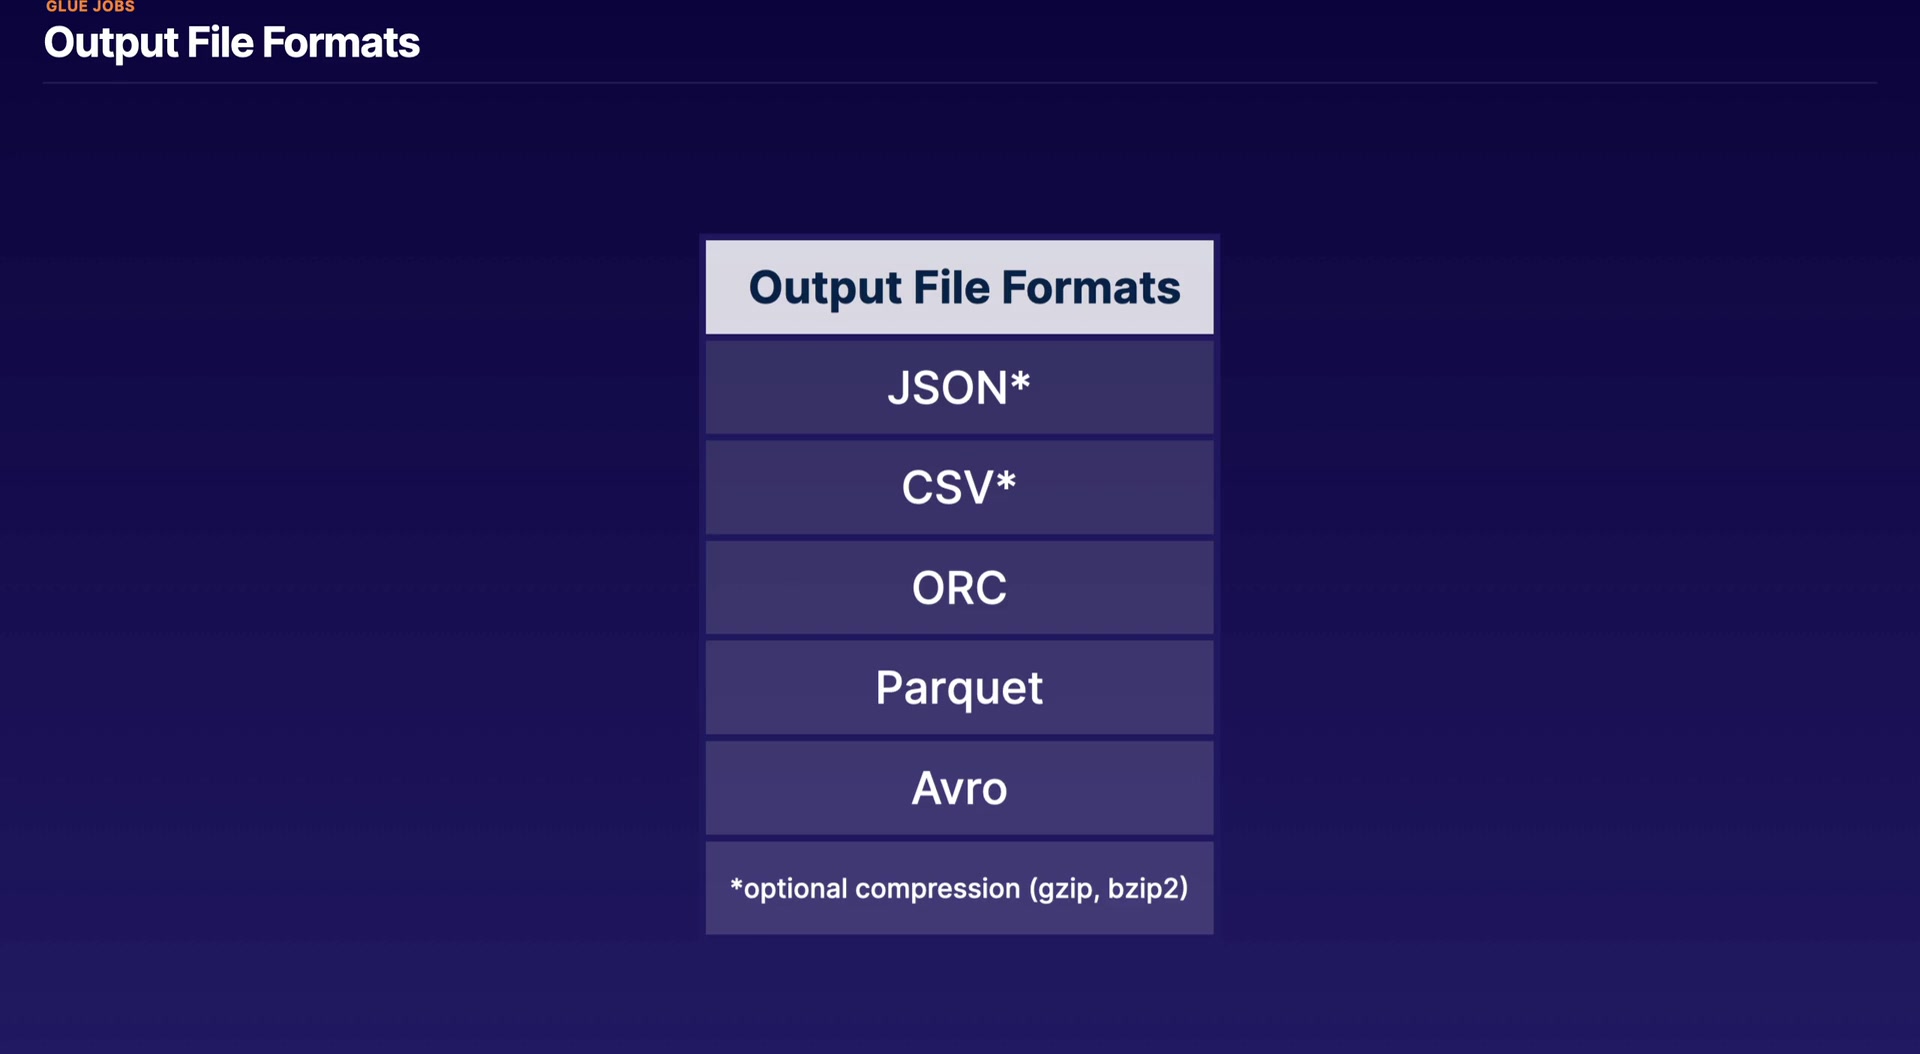 GLUE JOBS
Output File Formats
Output File Formats
JSON*
CSV*
ORC
Parquet
Avro
*optional compression (gzip, bzip2)